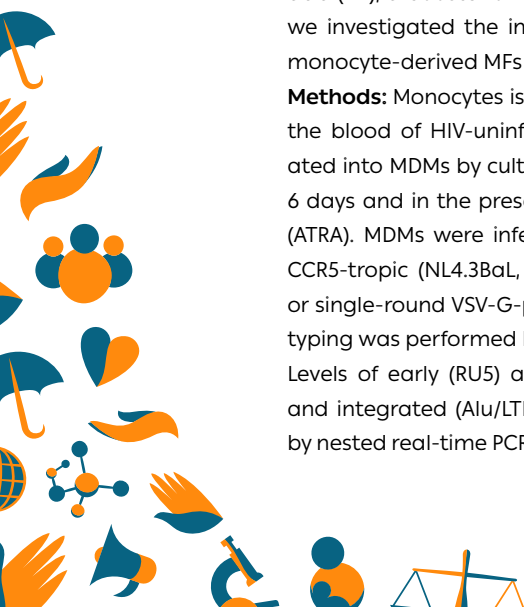 we investigated the in
monocyte-derived MFs
Methods: Monocytes is
the blood of HIV-uninf
ated into MDMs by cult
6 days and in the prese
(ATRA). MDMs were infe
CCR5-tropic (NL4.3BaL,
or single-round VSV-G-p
typing was performed
Levels of early (RU5) a
and integrated (Alu/LT
by nested real-time PCR